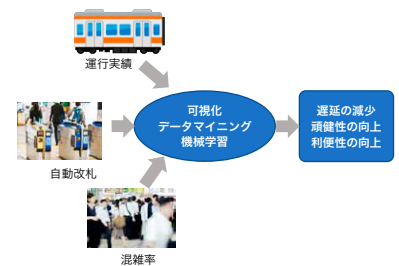 運行実績
自動改札
混雑率
可視化
データマイニング
機械学習
遅延の減少
頑健性の向上
利便性の向上